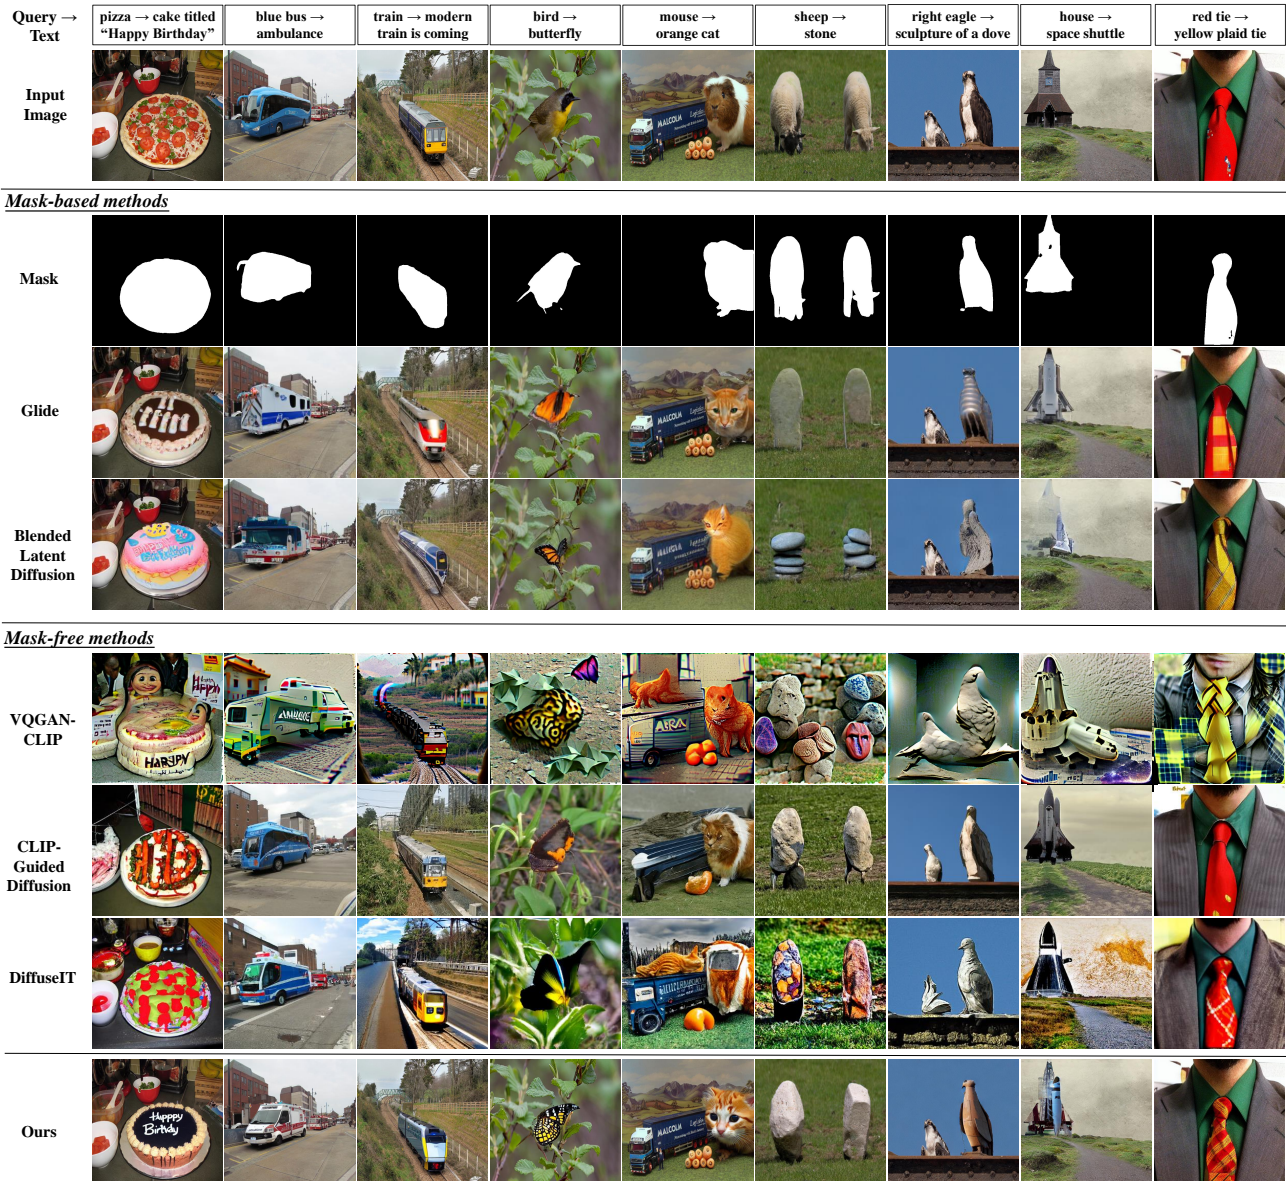 Query →
Text
pizza → cake titled
“Happy Birthday”
blue bus →
ambulance
train → modern
train is coming
bird →
butterfly
mouse →
orange cat
sheep →
stone
right eagle →
sculpture of a dove
house →
space shuttle
red tie →
yellow plaid tie
Input
Image
MALCOLM
Mask-based methods
Mask
Glide
MALCOLM
Blended
Latent
Diffusion
Mask-free methods
VQGAN-
CLIP
HARPPY
CLIP-
Guided
Diffusion
DiffuseIT
Ours
Happpy
Birthday
MALCOLM